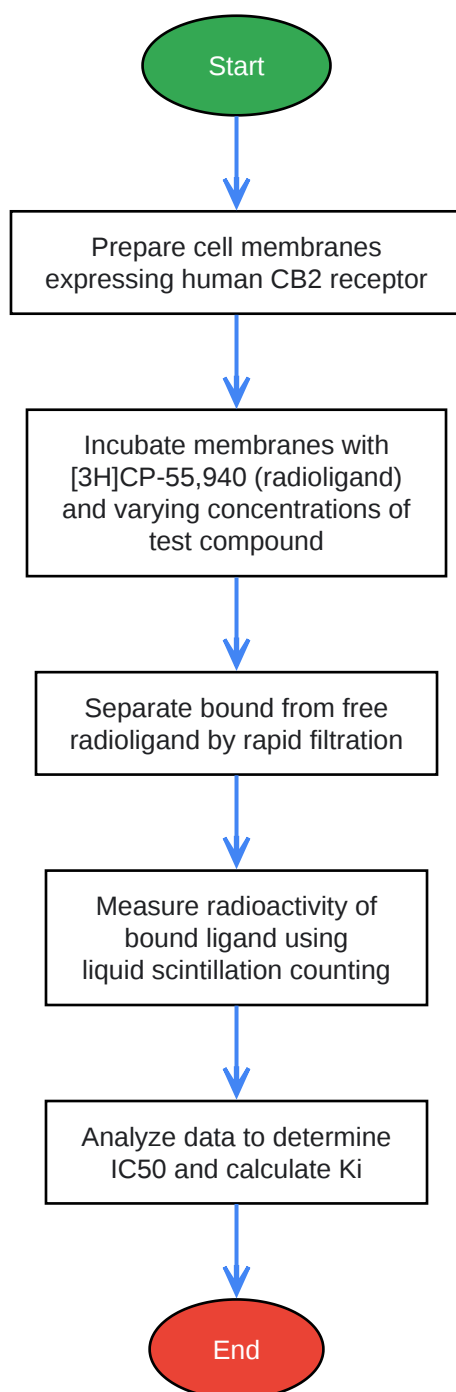 Start
Prepare cell membranes
expressing human CB2 receptor
Incubate membranes with
[3H]CP-55,940 (radioligand)
and varying concentrations of
test compound
Separate bound from free
radioligand by rapid filtration
Measure radioactivity of
bound ligand using
liquid scintillation counting
Analyze data to determine
IC50 and calculate Ki
End